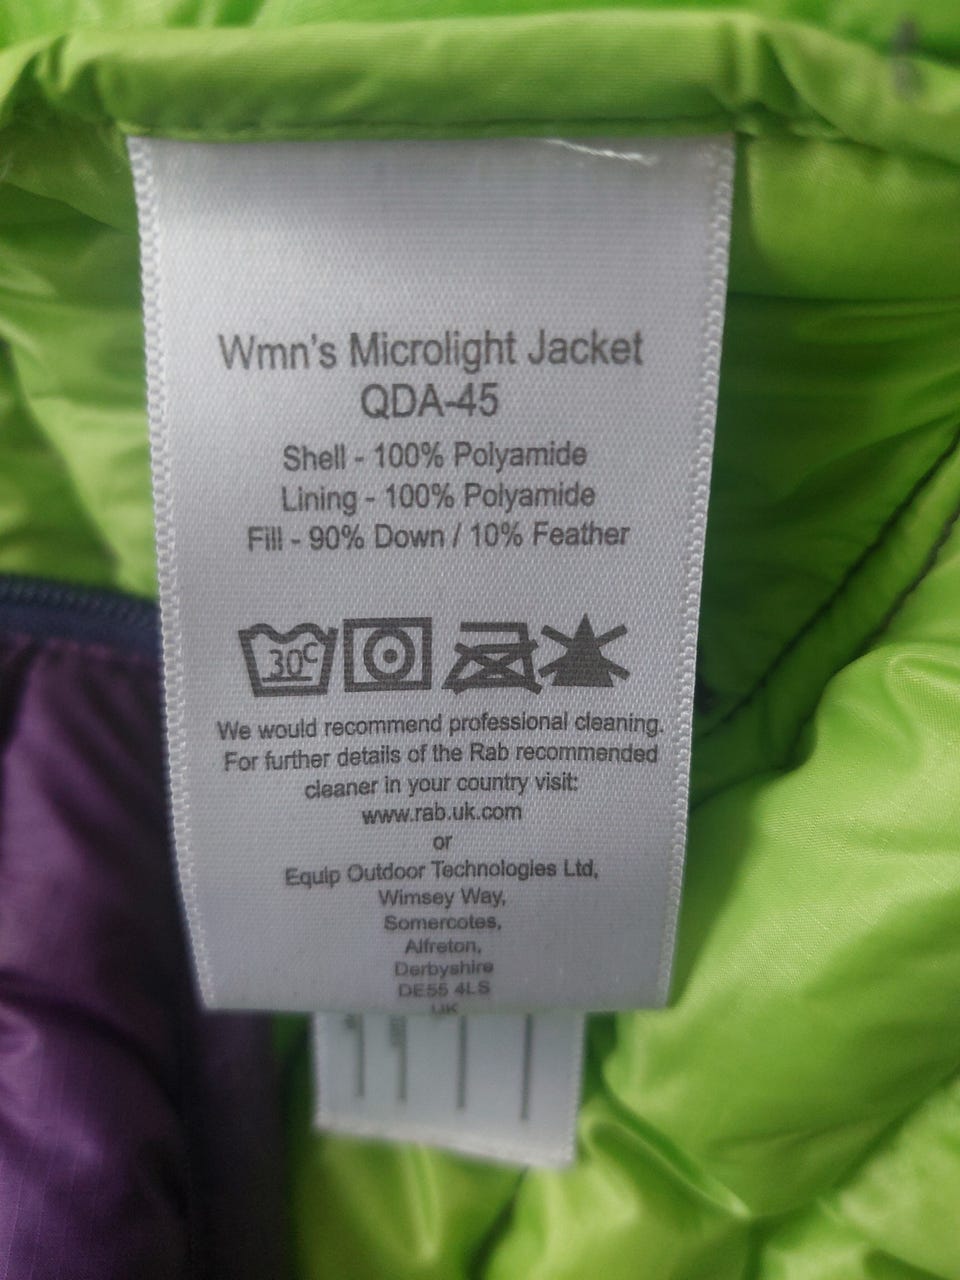 Wmn's Microlight Jacket
QDA-45
Shell - 100% Polyamide
Lining - 100% Polyamide
Fill - 90% Down / 10% Feather
30°C
We would recommend professional cleaning.
For further details of the Rab recommended
cleaner in your country visit:
www.rab.uk.com
or
Equip Outdoor Technologies Ltd,
Wimsey Way,
Somercotes,
Alfreton,
Derbyshire
DE55 4LS
UK